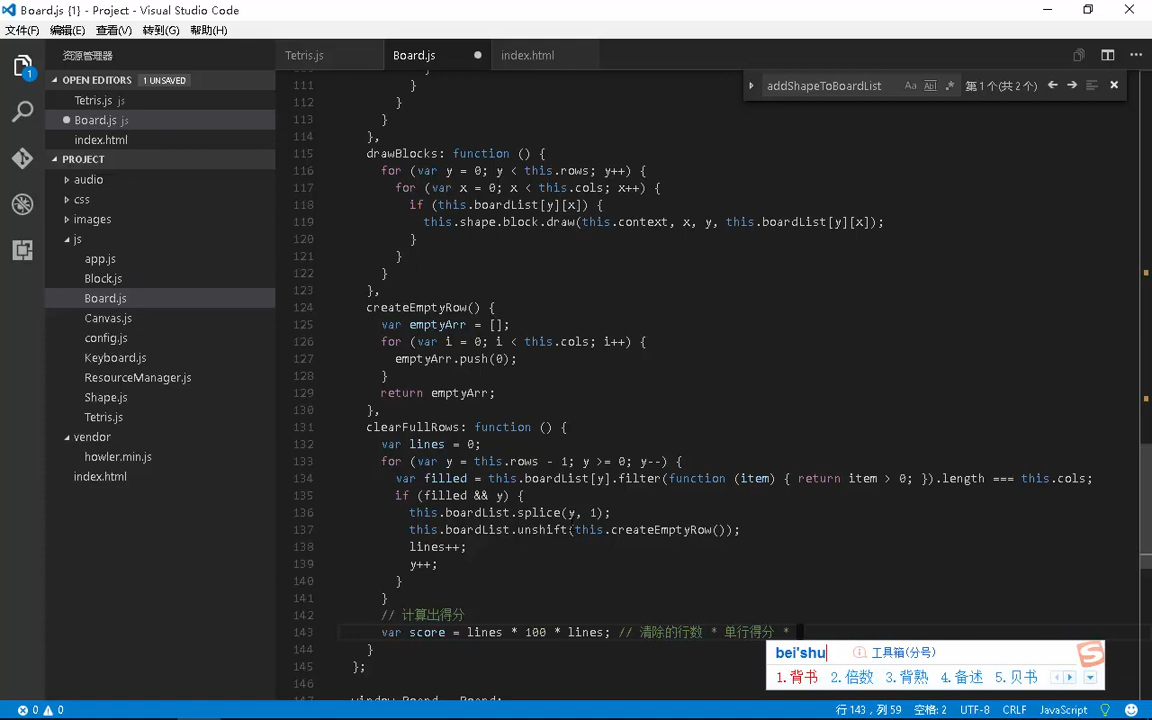 Board.js {1} - Project - Visual Studio Code
文件(F) 编辑(E) 查看(V) 转到(G) 帮助(H)
资源管理器
OPEN EDITORS 1 UNSAVED
Tetris.js js
Board.js js
index.html
PROJECT
audio
css
images
js
app.js
Block.js
Board.js
Canvas.js
config.js
Keyboard.js
ResourceManager.js
Shape.js
Tetris.js
vendor
howler.min.js
index.html
1
Tetris.js Board.js index.html
addShapeToBoardList Aa Abl .* 第1个(共2个)
111 }
112 }
113 }
114 },
115 drawBlocks: function () {
116 for (var y = 0; y < this.rows; y++) {
117 for (var x = 0; x < this.cols; x++) {
118 if (this.boardList[y][x]) {
119 this.shape.block.draw(this.context, x, y, this.boardList[y][x]);
120 }
121 }
122 }
123 },
124 createEmptyRow() {
125 var emptyArr = [];
126 for (var i = 0; i < this.cols; i++) {
127 emptyArr.push(0);
128 }
129 return emptyArr;
130 },
131 clearFullRows: function () {
132 var lines = 0;
133 for (var y = this.rows - 1; y >= 0; y--) {
134 var filled = this.boardList[y].filter(function (item) { return item > 0; }).length === this.cols;
135 if (filled && y) {
136 this.boardList.splice(y, 1);
137 this.boardList.unshift(this.createEmptyRow());
138 lines++;
139 y++;
140 }
141 }
142 // 计算出得分
143 var score = lines * 100 * lines; // 清除的行数 * 单行得分 *
144 }
145 };
146
window.Board = Board;
bei'shu 工具箱(分号)
1.背书 2.倍数 3.背熟 4.备述 5.贝书
0 0 行 143，列 59 空格: 2 UTF-8 CRLF JavaScript